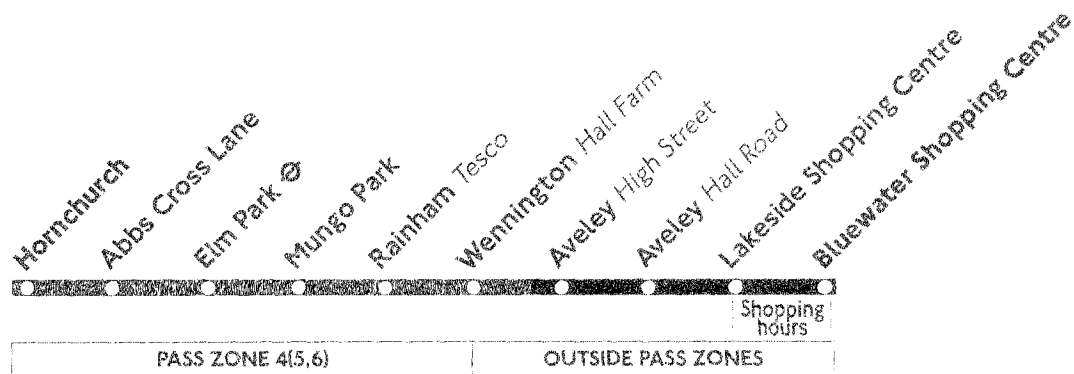 Hornchurch
Abbs Cross Lane
Elm Park
Mungo Park
Rainham Tesco
Wennington Hall Farm
Aveley High Street
Aveley Hall Road
Lakeside Shopping Centre
Bluewater Shopping Centre
Shopping
hours
PASS ZONE 4(5,6)
OUTSIDE PASS ZONES